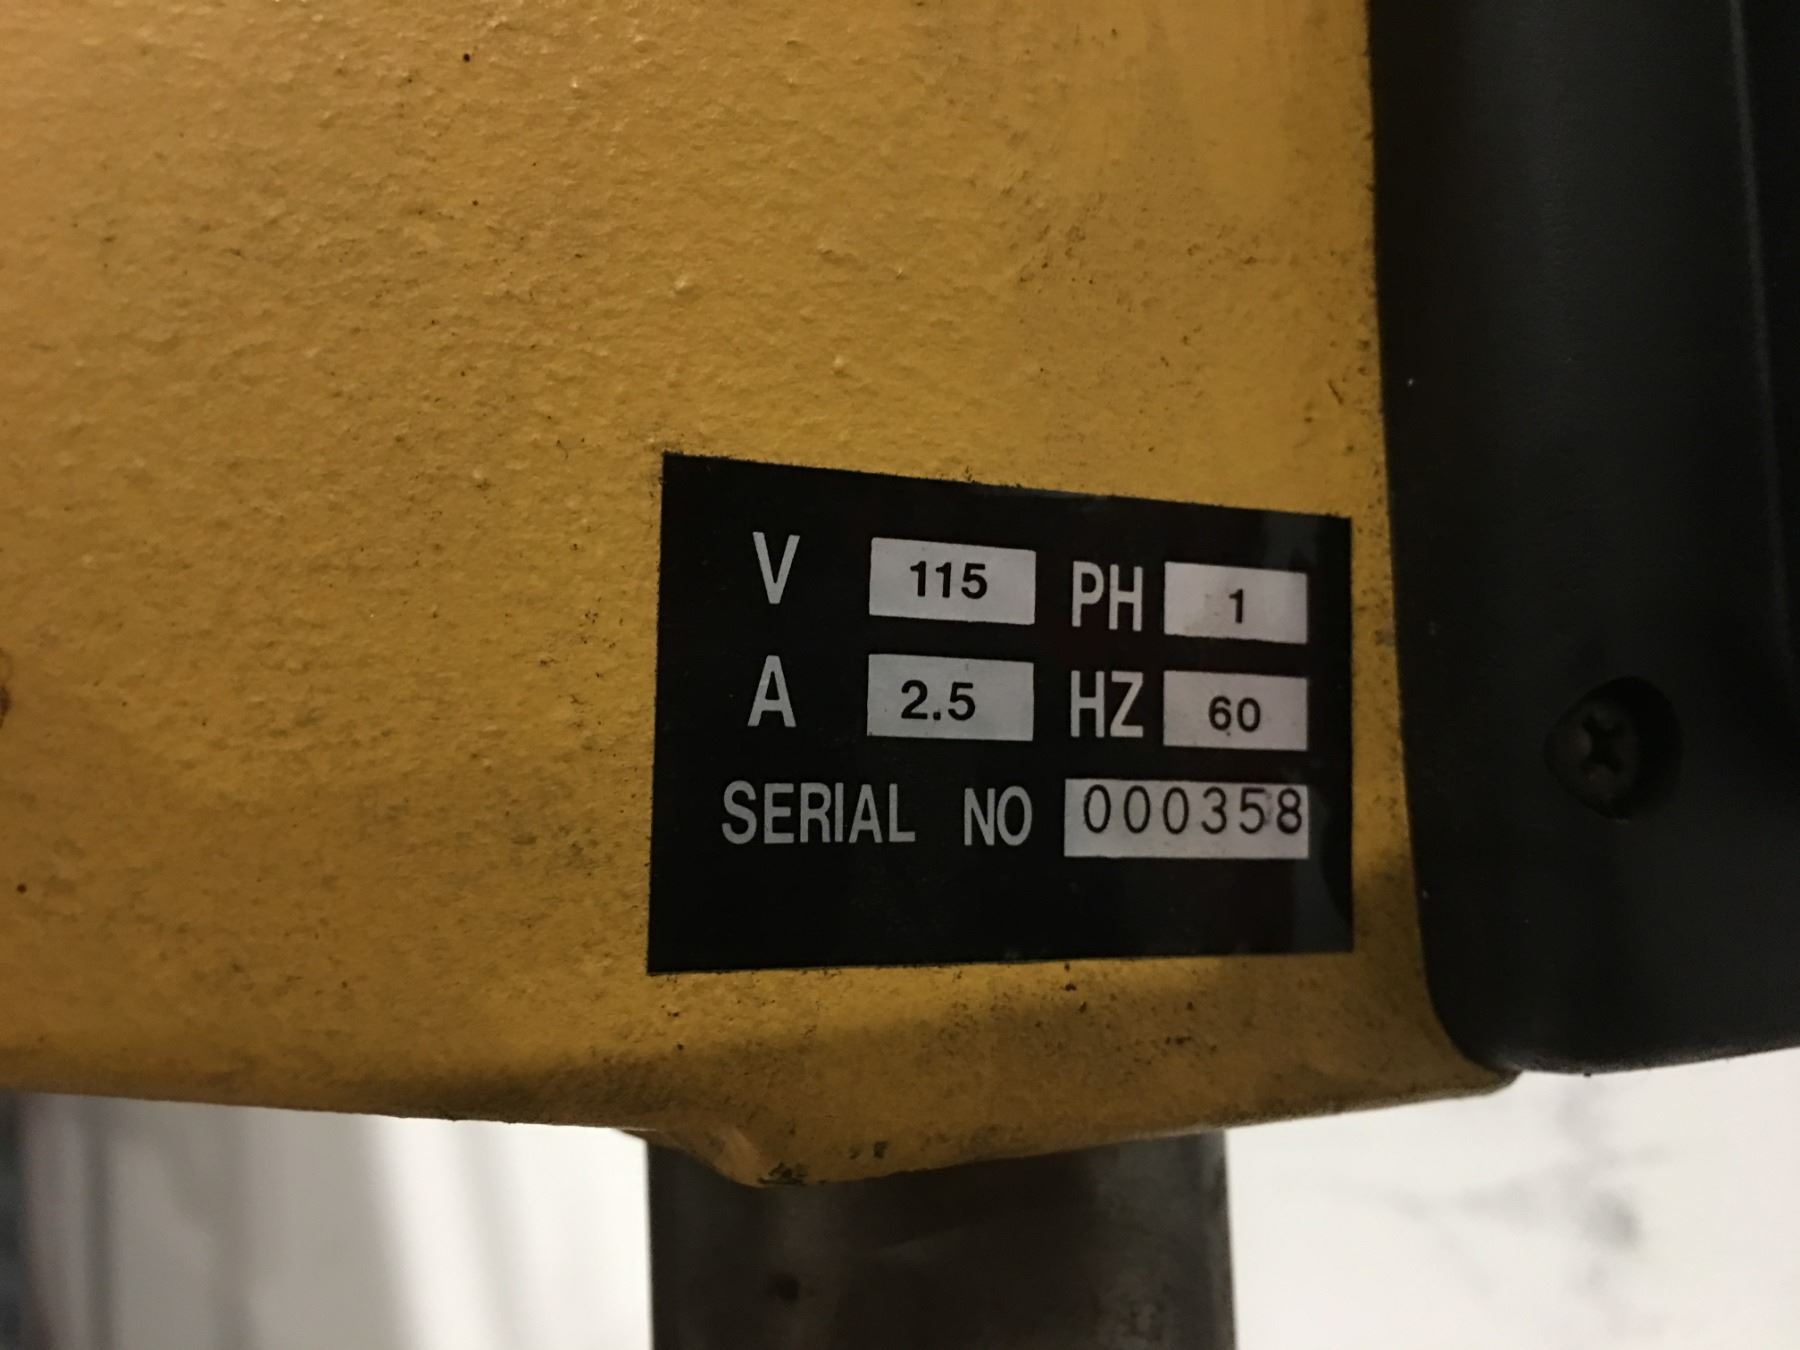 V 115 PH 1
A 2.5 HZ 60
SERIAL NO 000358